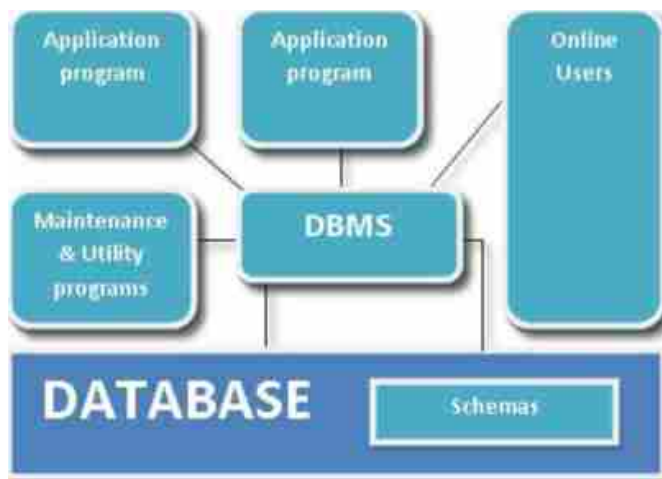 Application
program
Application
program
Online
Users
Maintenance
& Utility
programs
DBMS
DATABASE
Schemas